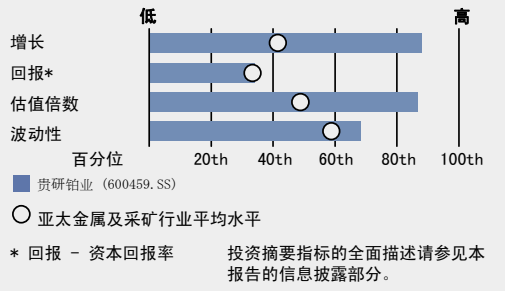 低 高
增长
回报*
估值倍数
波动性
百分位 20th 40th 60th 80th 100th
贵研铂业 (600459.SS)
亚太金属及采矿行业平均水平
* 回报 - 资本回报率
投资摘要指标的全面描述请参见本
报告的信息披露部分。